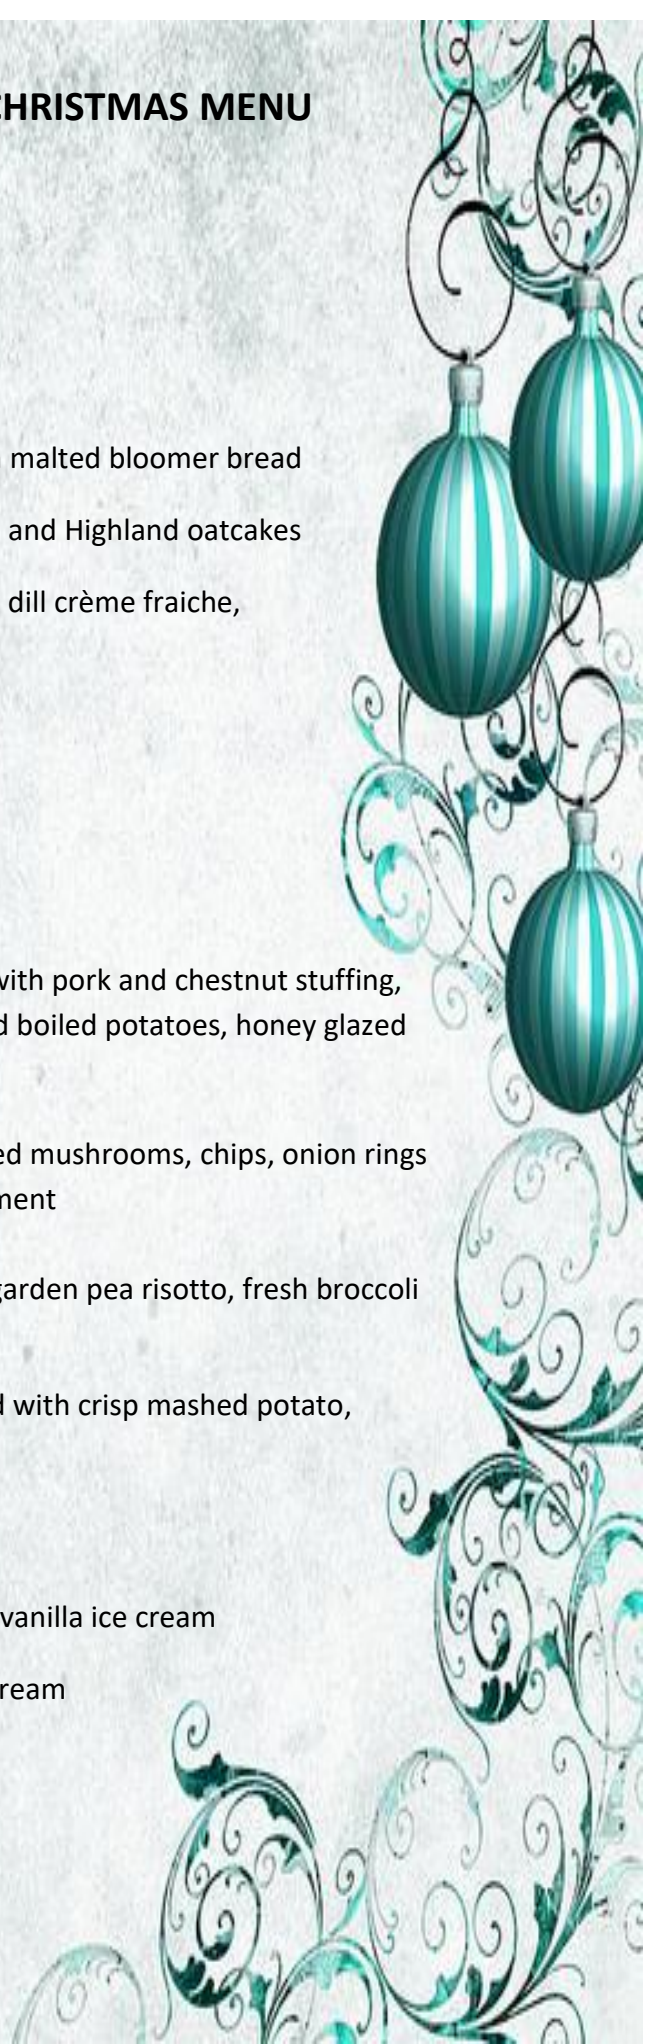 CHRISTMAS MENU
malted bloomer bread
and Highland oatcakes
dill crème fraiche,
with pork and chestnut stuffing,
d boiled potatoes, honey glazed
ed mushrooms, chips, onion rings
ment
garden pea risotto, fresh broccoli
d with crisp mashed potato,
vanilla ice cream
ream